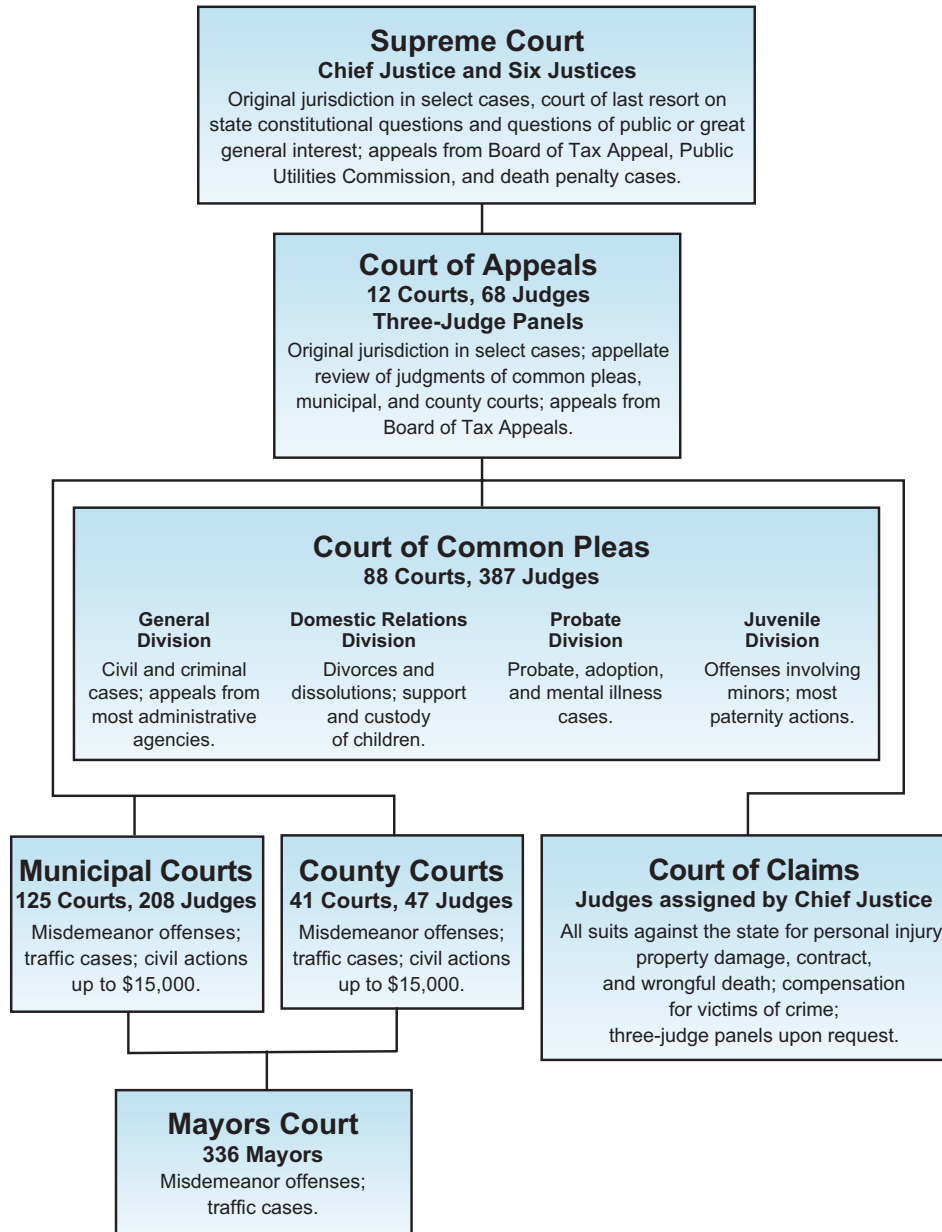 Supreme Court
Chief Justice and Six Justices
Original jurisdiction in select cases, court of last resort on
state constitutional questions and questions of public or great
general interest; appeals from Board of Tax Appeal, Public
Utilities Commission, and death penalty cases.
Court of Appeals
12 Courts, 68 Judges
Three-Judge Panels
Original jurisdiction in select cases; appellate
review of judgments of common pleas,
municipal, and county courts; appeals from
Board of Tax Appeals.
Court of Common Pleas
88 Courts, 387 Judges
General
Division
Civil and criminal
cases; appeals from
most administrative
agencies.
Domestic Relations
Division
Divorces and
dissolutions; support
and custody
of children.
Probate
Division
Probate, adoption,
and mental illness
cases.
Juvenile
Division
Offenses involving
minors; most
paternity actions.
Municipal Courts
125 Courts, 208 Judges
Misdemeanor offenses;
traffic cases; civil actions
up to $15,000.
County Courts
41 Courts, 47 Judges
Misdemeanor offenses;
traffic cases; civil actions
up to $15,000.
Court of Claims
Judges assigned by Chief Justice
All suits against the state for personal injury
property damage, contract,
and wrongful death; compensation
for victims of crime;
three-judge panels upon request.
Mayors Court
336 Mayors
Misdemeanor offenses;
traffic cases.